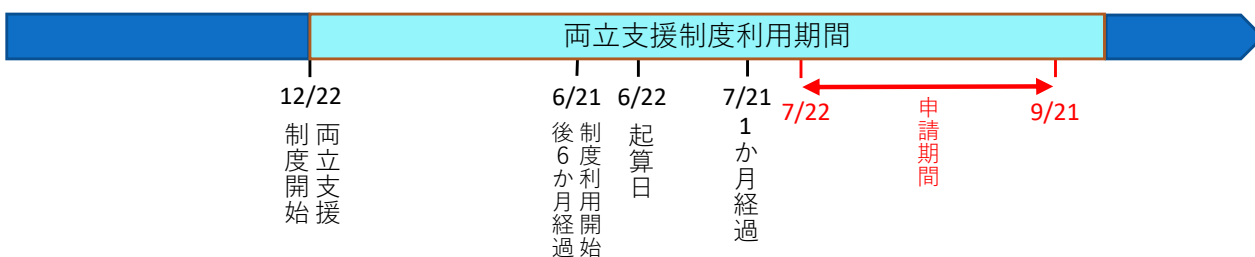 両立支援制度利用期間
12/22
6/21
6/22
7/21
7/22
9/21
両立支援
制度開始
制度利用開始
後6か月経過
起算日
1か月経過
申請期間